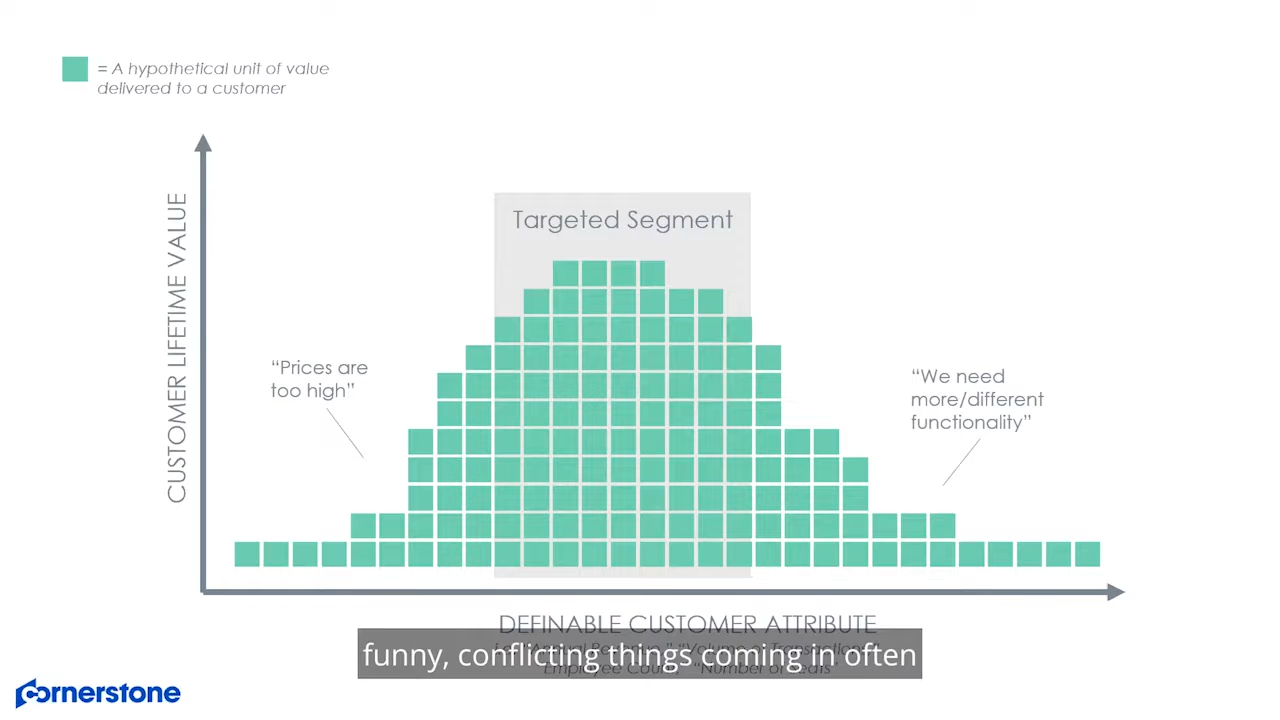 = A hypothetical unit of value
delivered to a customer
CUSTOMER LIFETIME VALUE
Targeted Segment
“Prices are
too high”
“We need
more/different
functionality”
DEFINABLE CUSTOMER ATTRIBUTE
funny, conflicting things coming in often
cornerstone